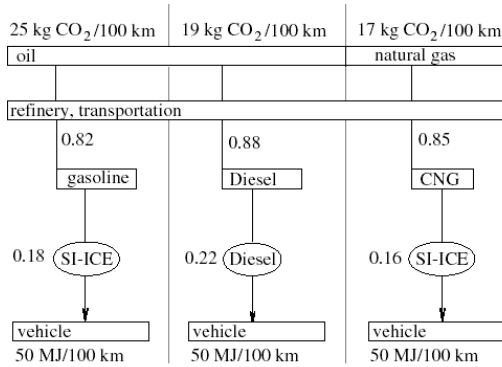 25 kg CO₂/100 km 19 kg CO₂/100 km 17 kg CO₂/100 km
oil natural gas
refinery, transportation
0.82 0.88 0.85
gasoline Diesel CNG
0.18 SI-ICE 0.22 Diesel 0.16 SI-ICE
vehicle vehicle vehicle
50 MJ/100 km 50 MJ/100 km 50 MJ/100 km